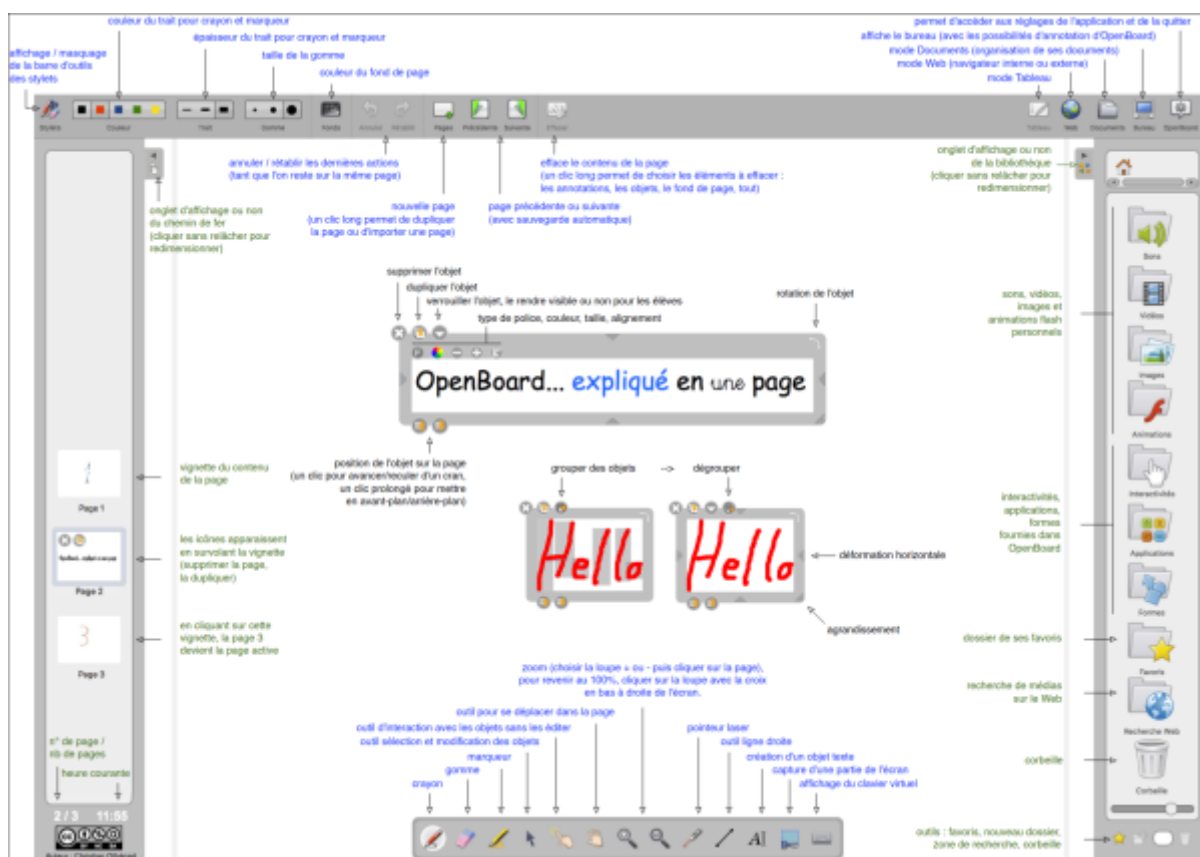 couleur du trait pour crayon et marqueur
permet d'accéder aux réglages de l'application et de la quitter
épaisseur du trait pour crayon et marqueur
affiche le bureau (avec les possibilités d'annotation d'OpenBoard)
affichage / masquage
de la barre d'outils
des stylets
taille de la gomme
mode Documents (organisation de ses documents)
mode Web (navigateur interne ou externe)
couleur du fond de page
mode Tableau
Stylets
Couleur
Trait
Gomme
Fonds
Annuler
Rétablir
Pages
Précédente
Suivante
Effacer
Tableau
Web
Documents
Bureau
OpenBoard
annuler / rétablir les dernières actions
(tant que l'on reste sur la même page)
efface le contenu de la page
(un clic long permet de choisir les éléments à effacer :
les annotations, les objets, le fond de page, tout)
onglet d'affichage ou non
de la bibliothèque
(cliquer sans relâcher pour
redimensionner)
onglet d'affichage ou non
du chemin de fer
(cliquer sans relâcher pour
redimensionner)
nouvelle page
(un clic long permet de dupliquer
la page ou d'importer une page)
page précédente ou suivante
(avec sauvegarde automatique)
Sons
supprimer l'objet
dupliquer l'objet
verrouiller l'objet, le rendre visible ou non pour les élèves
type de police, couleur, taille, alignement
rotation de l'objet
sons, vidéos,
images et
animations flash
personnels
Vidéos
Images
OpenBoard... expliqué en une page
Animations
position de l'objet sur la page
(un clic pour avancer/reculer d'un cran,
un clic prolongé pour mettre
en avant-plan/arrière-plan)
grouper des objets --> dégrouper
vignette du contenu
de la page
1
Page 1
Interactivités
interactivités,
applications,
formes
fournies dans
OpenBoard
Applications
les icônes apparaissent
en survolant la vignette
(supprimer la page,
la dupliquer)
Page 2
Hello
Hello
déformation horizontale
Formes
agrandissement
en cliquant sur cette
vignette, la page 3
devient la page active
3
Page 3
dossier de ses favoris
Favoris
zoom (choisir la loupe + ou - puis cliquer sur la page),
pour revenir au 100%, cliquer sur la loupe avec la croix
en bas à droite de l'écran.
recherche de médias
sur le Web
Recherche Web
outil pour se déplacer dans la page
outil d'interaction avec les objets sans les éditer
outil sélection et modification des objets
marqueur
gomme
crayon
pointeur laser
outil ligne droite
création d'un objet texte
capture d'une partie de l'écran
affichage du clavier virtuel
n° de page /
nb de pages
heure courante
corbeille
Corbeille
2 / 3 11:55
AI
outils : favoris, nouveau dossier,
zone de recherche, corbeille